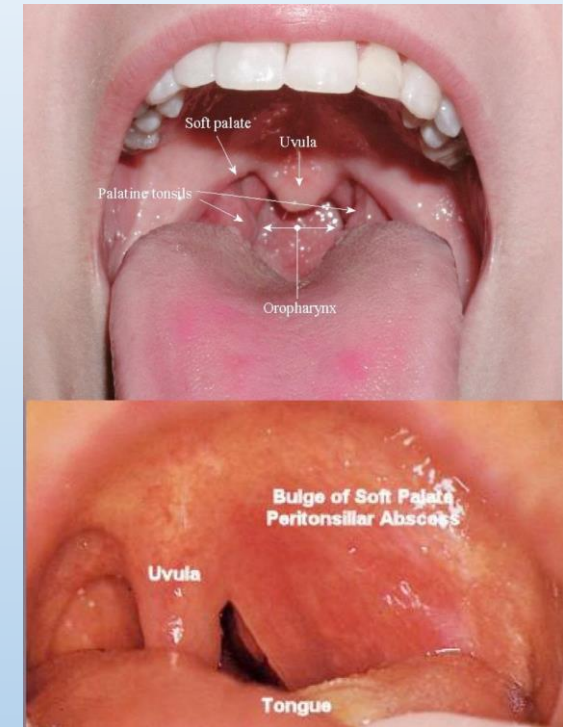 Soft palate
Uvula
Palatine tonsils
Oropharynx
Bulge of Soft Palate
Peritonsillar Abscess
Uvula
Tongue